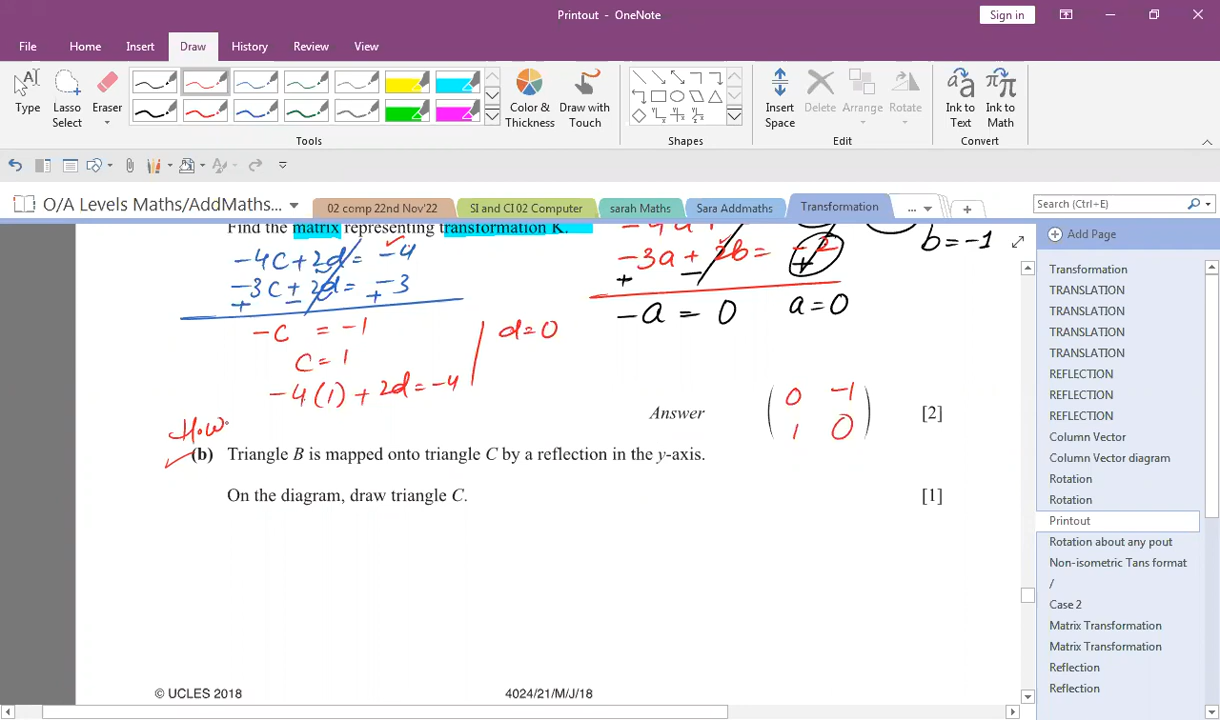 Printout - OneNote
Sign in
File Home Insert Draw History Review View
Type
Lasso Select
Eraser
Color & Thickness
Draw with Touch
Insert Space
Delete
Arrange
Rotate
Ink to Text
Ink to Math
Tools
Shapes
Edit
Convert
O/A Levels Maths/AddMaths...
02 comp 22nd Nov'22
SI and CI 02 Computer
sarah Maths
Sara Addmaths
Transformation
...
Search (Ctrl+E)
Find the matrix representing transformation K.
-4c + 2d = -4
-3c + 2d = -3
+ - +
-c = -1
c = 1
-4(1) + 2d = -4
d = 0
-3a + 2b = -2
+ - +
-a = 0 a = 0
b = -1
Answer
0 -1
1 0
[2]
How
(b) Triangle B is mapped onto triangle C by a reflection in the y-axis.
On the diagram, draw triangle C. [1]
© UCLES 2018
4024/21/M/J/18
Add Page
Transformation
TRANSLATION
TRANSLATION
TRANSLATION
TRANSLATION
REFLECTION
REFLECTION
REFLECTION
Column Vector
Column Vector diagram
Rotation
Rotation
Printout
Rotation about any pout
Non-isometric Tans format
/
Case 2
Matrix Transformation
Matrix Transformation
Reflection
Reflection